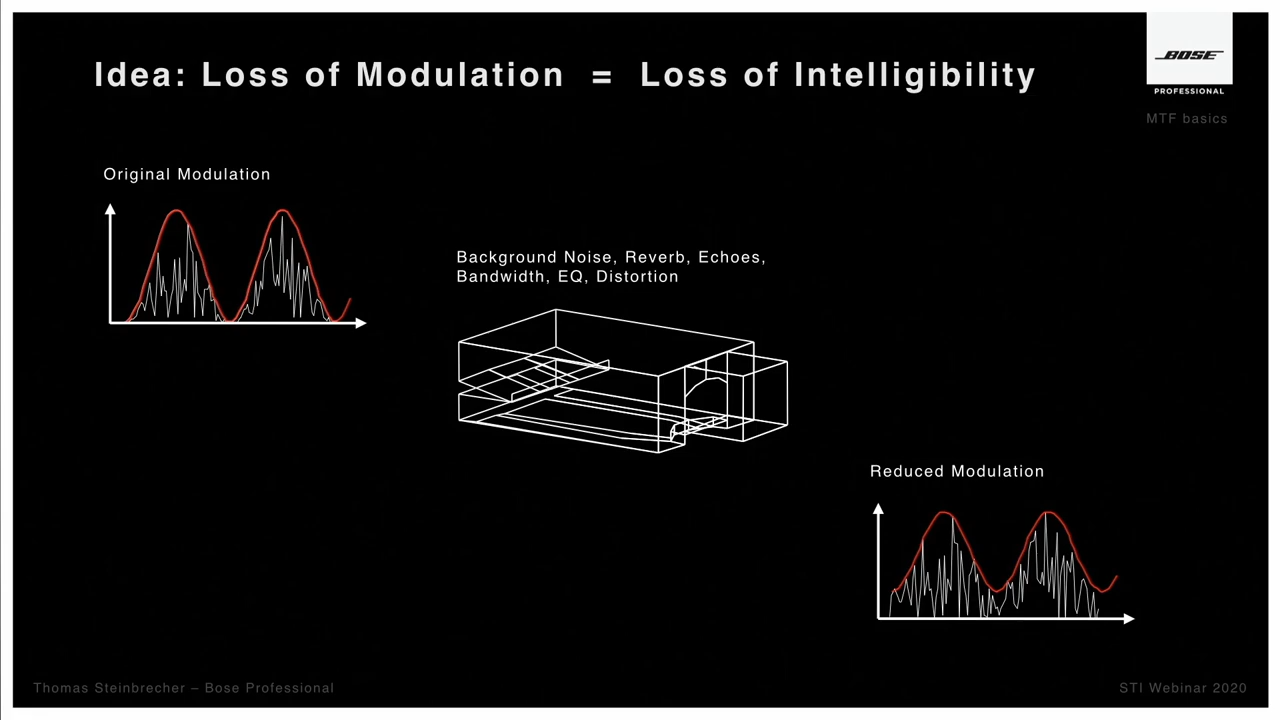 Idea: Loss of Modulation = Loss of Intelligibility
BOSE
PROFESSIONAL
MTF basics
Original Modulation
Background Noise, Reverb, Echoes,
Bandwidth, EQ, Distortion
Reduced Modulation
Thomas Steinbrecher – Bose Professional
STI Webinar 2020